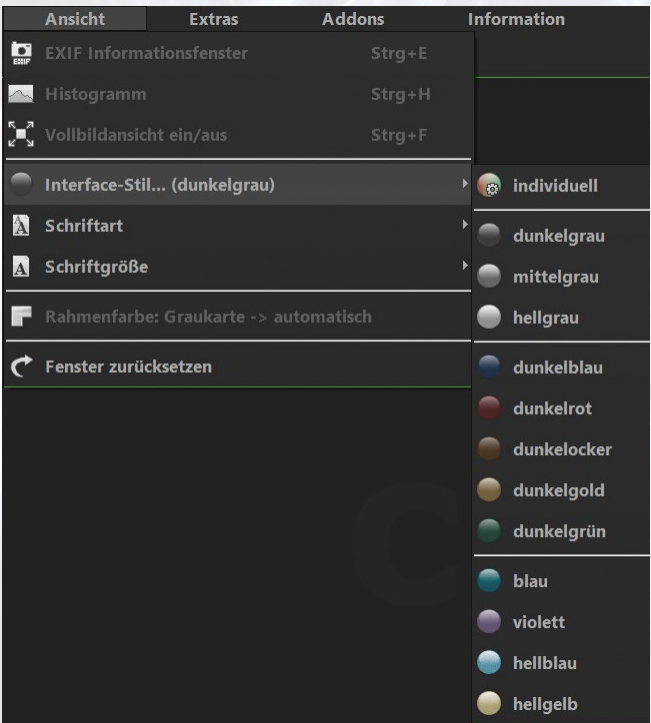 Ansicht Extras Addons Information
EXIF Informationsfenster Strg+E
Histogramm Strg+H
Vollbildansicht ein/aus Strg+F
Interface-Stil... (dunkelgrau)
Schriftart
Schriftgröße
Rahmenfarbe: Graukarte -> automatisch
Fenster zurücksetzen
individuell
dunkelgrau
mittelgrau
hellgrau
dunkelblau
dunkelrot
dunkelocker
dunkelgold
dunkelgrün
blau
violett
hellblau
hellgelb
EXIF
A
A
C